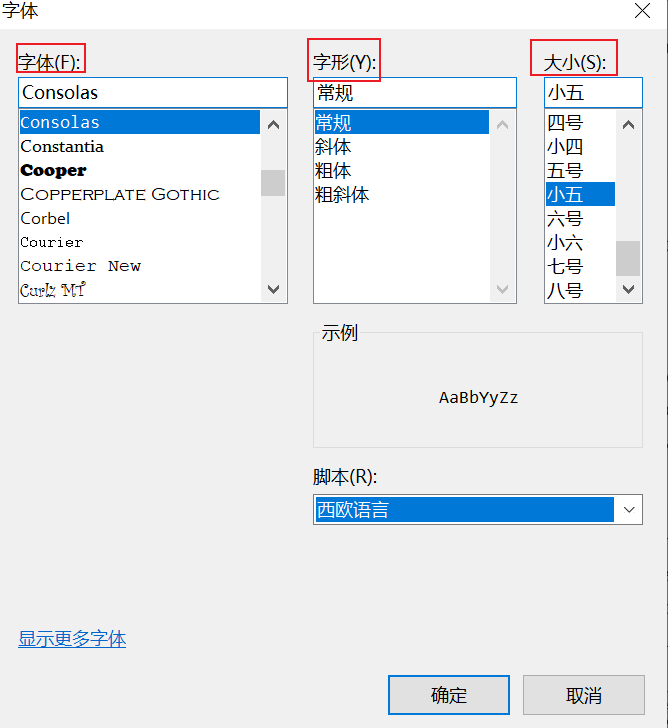 字体
字体(F):
Consolas
Consolas
Constantia
Cooper
COPPERPLATE GOTHIC
Corbel
Courier
Courier New
Curlz MT
字形(Y):
常规
常规
斜体
粗体
粗斜体
大小(S):
小五
四号
小四
五号
小五
六号
小六
七号
八号
示例
AaBbYyZz
脚本(R):
西欧语言
显示更多字体
确定
取消